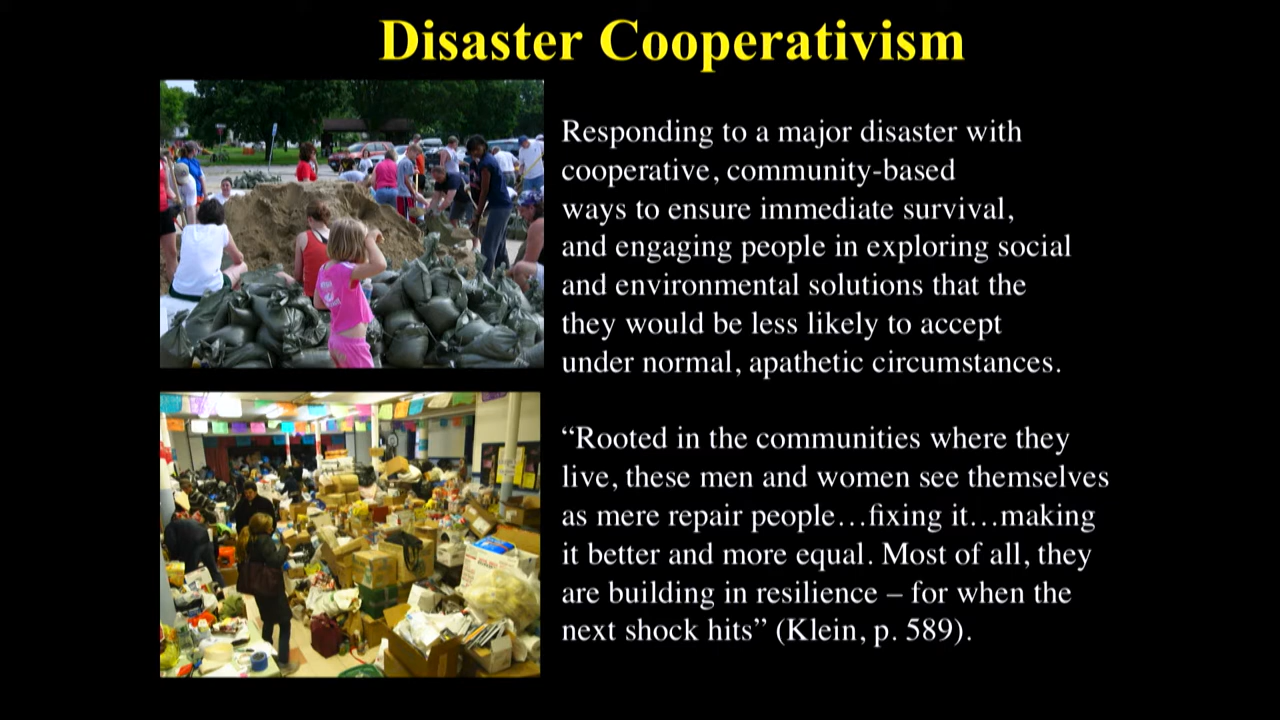 Disaster Cooperativism
Responding to a major disaster with
cooperative, community-based
ways to ensure immediate survival,
and engaging people in exploring social
and environmental solutions that the
they would be less likely to accept
under normal, apathetic circumstances.
“Rooted in the communities where they
live, these men and women see themselves
as mere repair people…fixing it…making
it better and more equal. Most of all, they
are building in resilience – for when the
next shock hits” (Klein, p. 589).